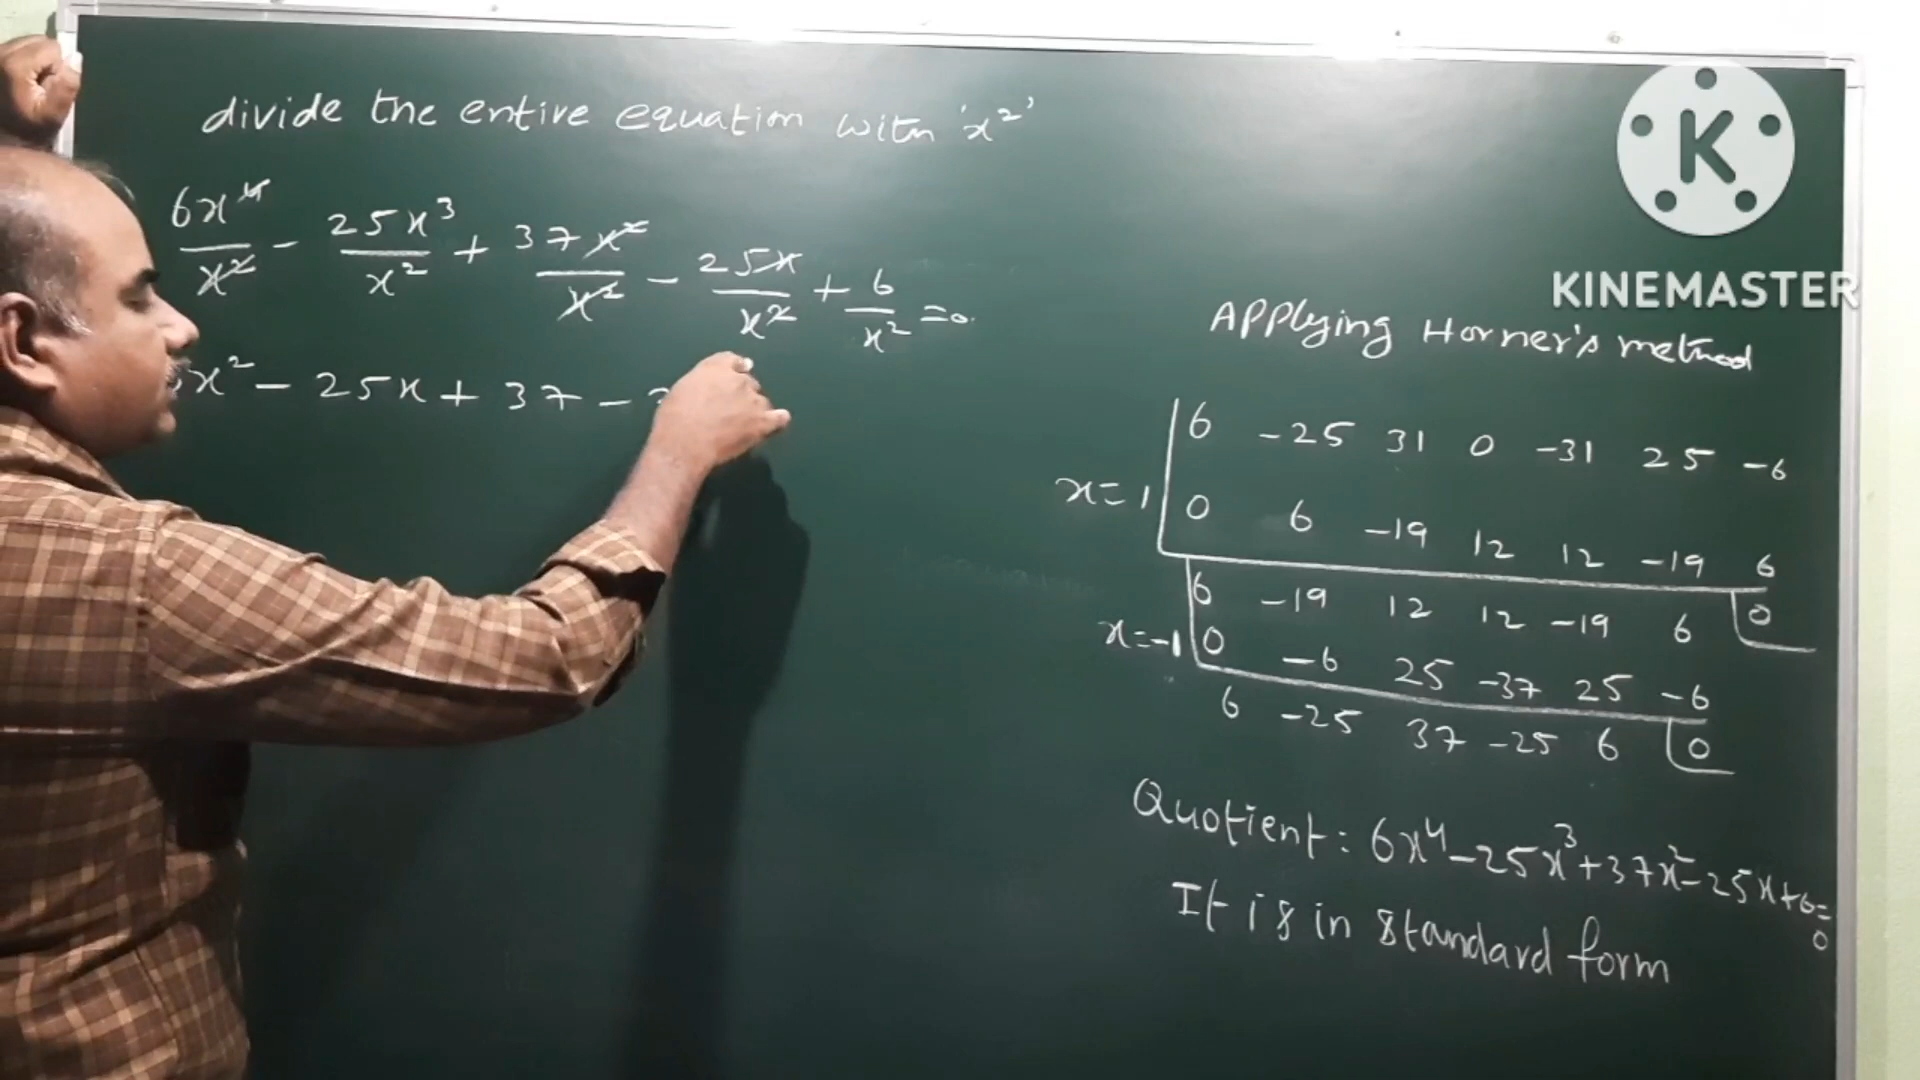 divide the entire equation with 'x²'
6x⁴/x² - 25x³/x² + 37x²/x² - 25x/x² + 6/x² = 0.
x² - 25x + 37 -
K
KINEMASTER
Applying Horner's method
6 -25 31 0 -31 25 -6
x=1
0 6 -19 12 12 -19 6
6 -19 12 12 -19 6 0
x=-1
0 -6 25 -37 25 -6
6 -25 37 -25 6 0
Quotient: 6x⁴-25x³+37x²-25x+6=
0
It is in standard form